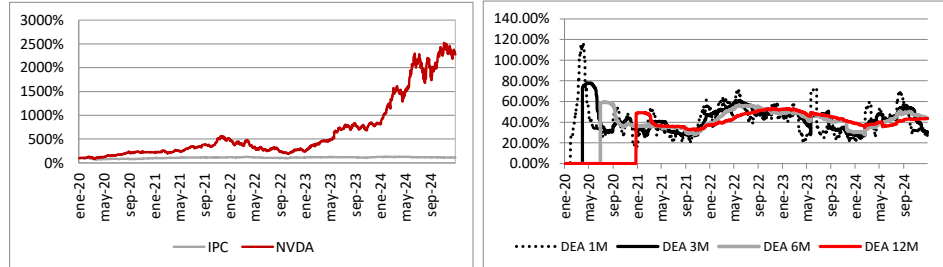 3000%
2500%
2000%
1500%
1000%
500%
0%
ene-20
may-20
sep-20
ene-21
may-21
sep-21
ene-22
may-22
sep-22
ene-23
may-23
sep-23
ene-24
may-24
sep-24
IPC NVDA
140.00%
120.00%
100.00%
80.00%
60.00%
40.00%
20.00%
0.00%
ene-20
may-20
sep-20
ene-21
may-21
sep-21
ene-22
may-22
sep-22
ene-23
may-23
sep-23
ene-24
may-24
sep-24
DEA 1M DEA 3M DEA 6M DEA 12M